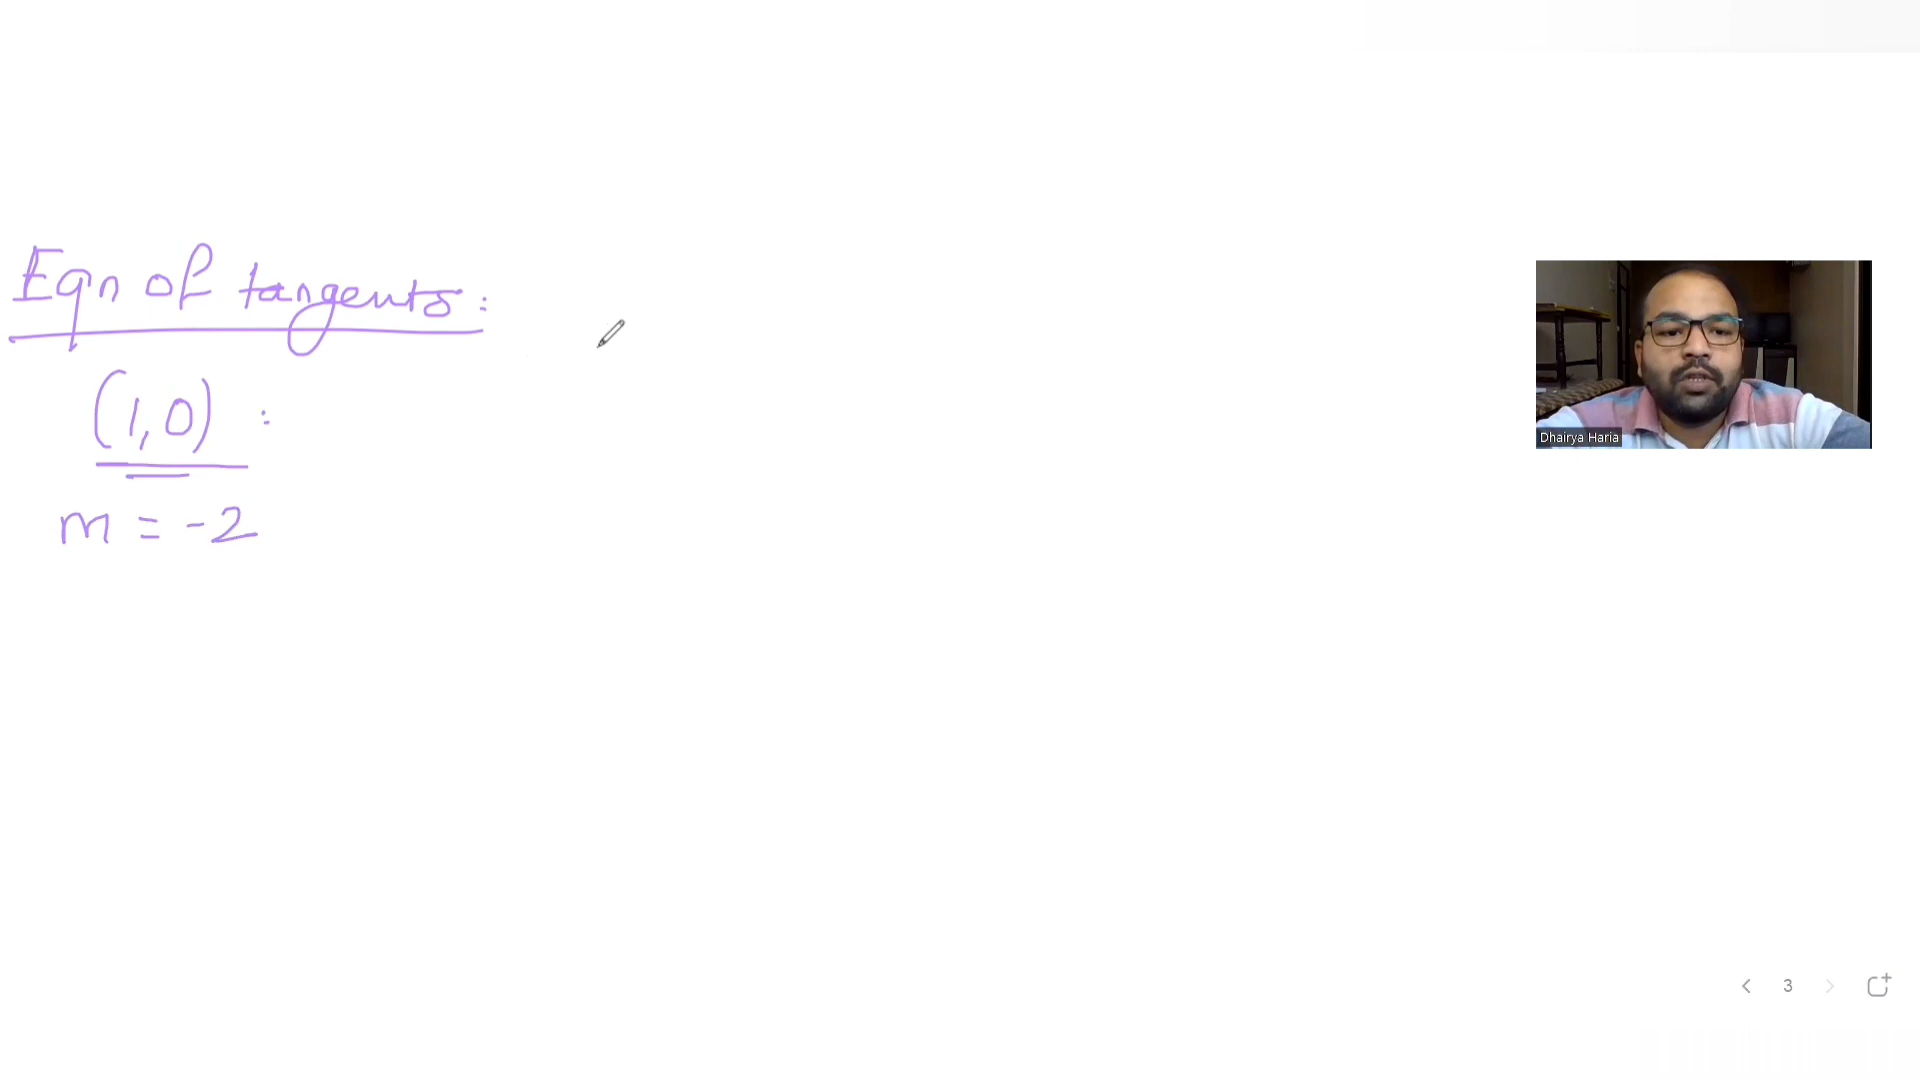 Eqn of tangents:
(1,0) :
m = -2
Dhairya Haria
3